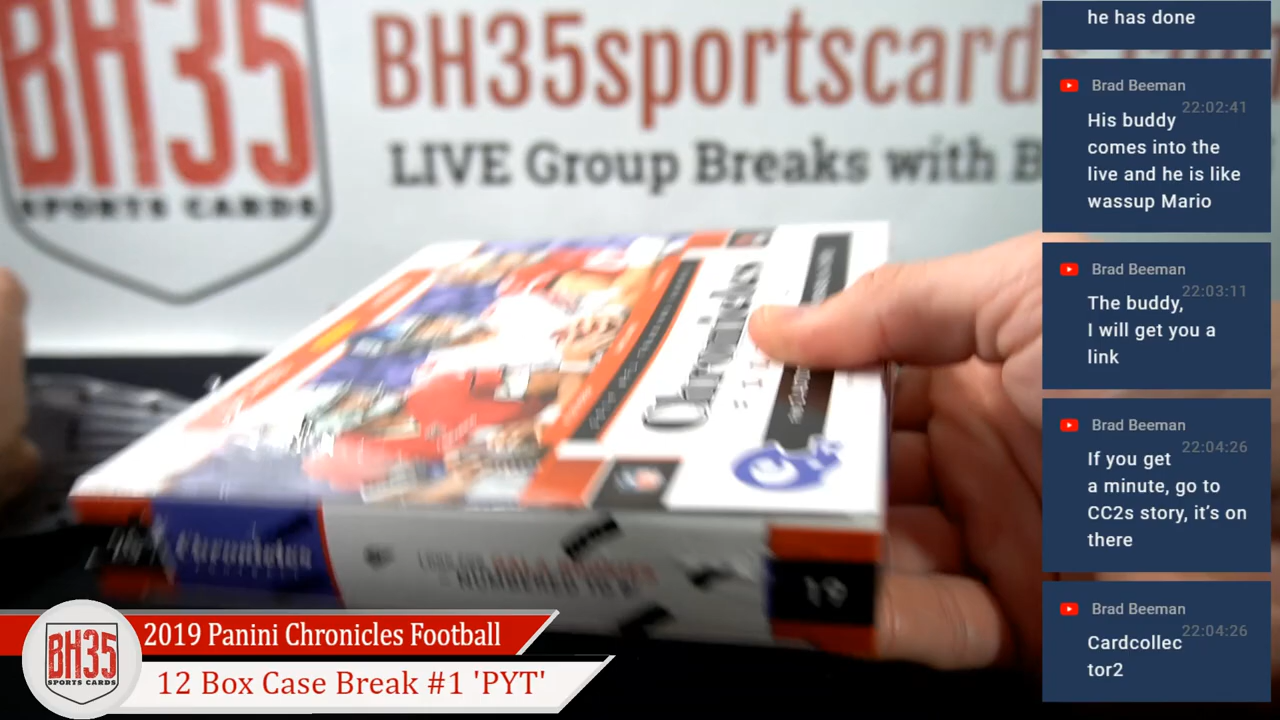 BH35
SPORTS CARDS
BH35sportscard
LIVE Group Breaks with B
Chronicles
Chronicles
NUMBERED TO
19
BH35
SPORTS CARDS
2019 Panini Chronicles Football
12 Box Case Break #1 'PYT'
he has done
Brad Beeman
22:02:41
His buddy
comes into the
live and he is like
wassup Mario
Brad Beeman
22:03:11
The buddy,
I will get you a
link
Brad Beeman
22:04:26
If you get
a minute, go to
CC2s story, it’s on
there
Brad Beeman
22:04:26
Cardcollec
tor2